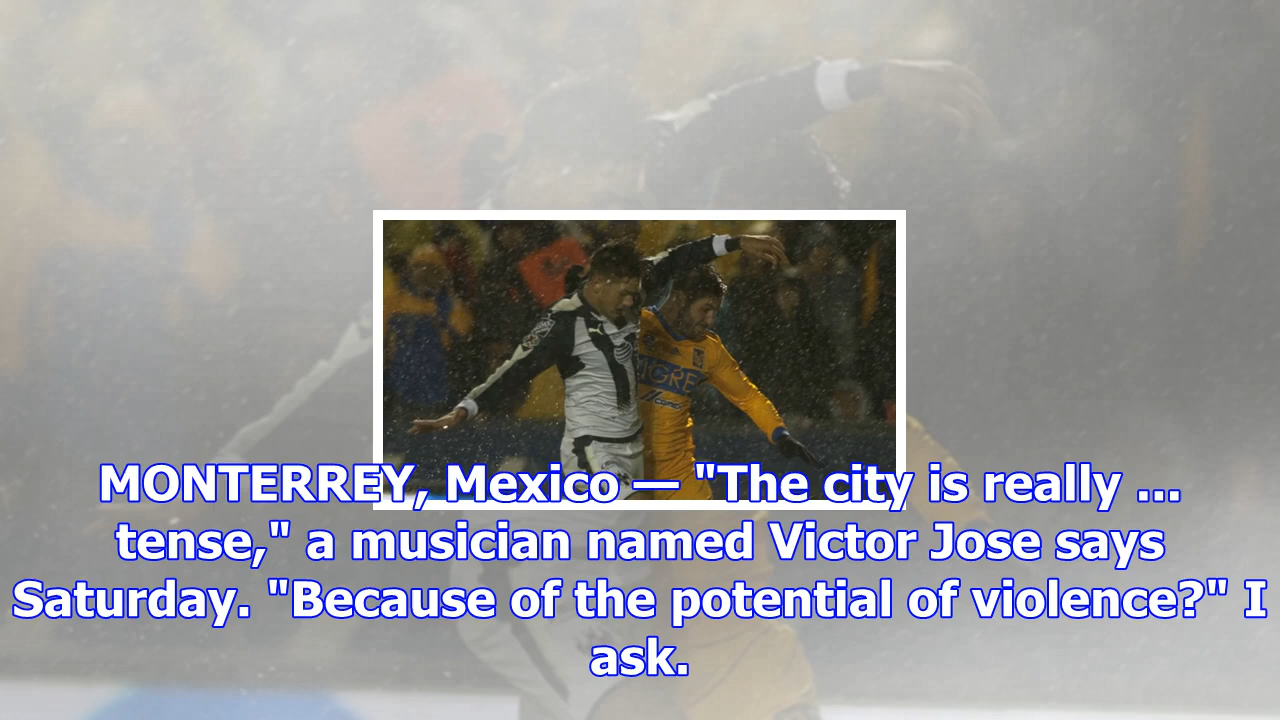 TIGRE
MONTERREY, Mexico — "The city is really ...
tense," a musician named Victor Jose says
Saturday. "Because of the potential of violence?" I
ask.